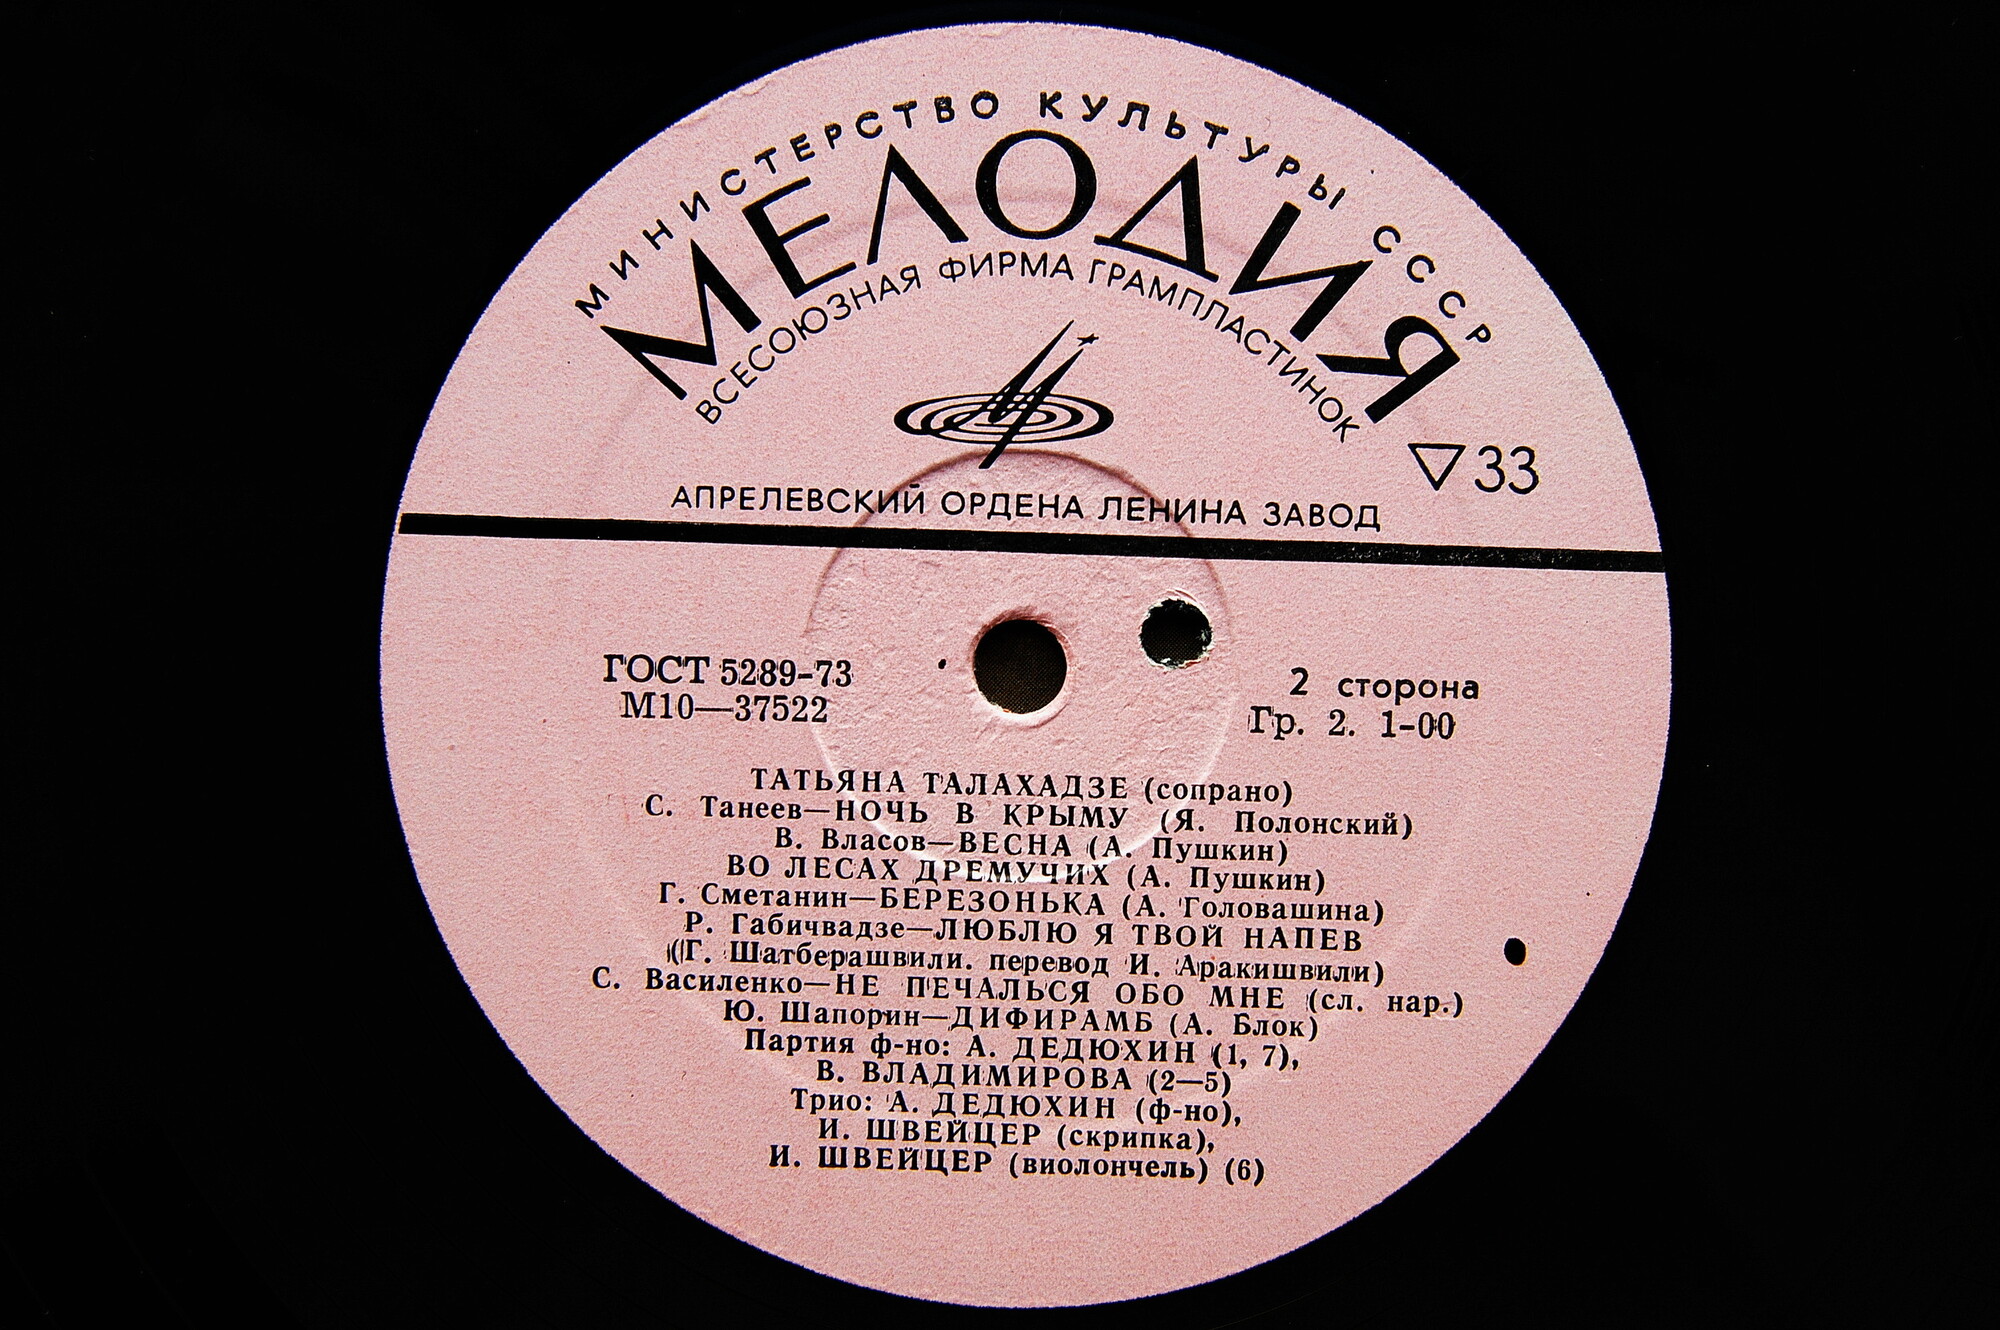 МИНИСТЕРСТВО КУЛЬТУРЫ СССР
МЕЛОДИЯ
ВСЕСОЮЗНАЯ ФИРМА ГРАМПЛАСТИНОК
33
АПРЕЛЕВСКИЙ ОРДЕНА ЛЕНИНА ЗАВОД
ГОСТ 5289-73
М10—37522
2 сторона
Гр. 2. 1-00
ТАТЬЯНА ТАЛАХАДЗЕ (сопрано)
С. Танеев—НОЧЬ В КРЫМУ (Я. Полонский)
В. Власов—ВЕСНА (А. Пушкин)
ВО ЛЕСАХ ДРЕМУЧИХ (А. Пушкин)
Г. Сметанин—БЕРЕЗОНЬКА (А. Головашина)
Р. Габичвадзе—ЛЮБЛЮ Я ТВОЙ НАПЕВ
(Г. Шатберашвили. перевод И. Аракишвили)
С. Василенко—НЕ ПЕЧАЛЬСЯ ОБО МНЕ (сл. нар.)
Ю. Шапорин—ДИФИРАМБ (А. Блок)
Партия ф-но: А. ДЕДЮХИН (1, 7),
В. ВЛАДИМИРОВА (2—5)
Трио: А. ДЕДЮХИН (ф-но),
И. ШВЕЙЦЕР (скрипка),
И. ШВЕЙЦЕР (виолончель) (6)